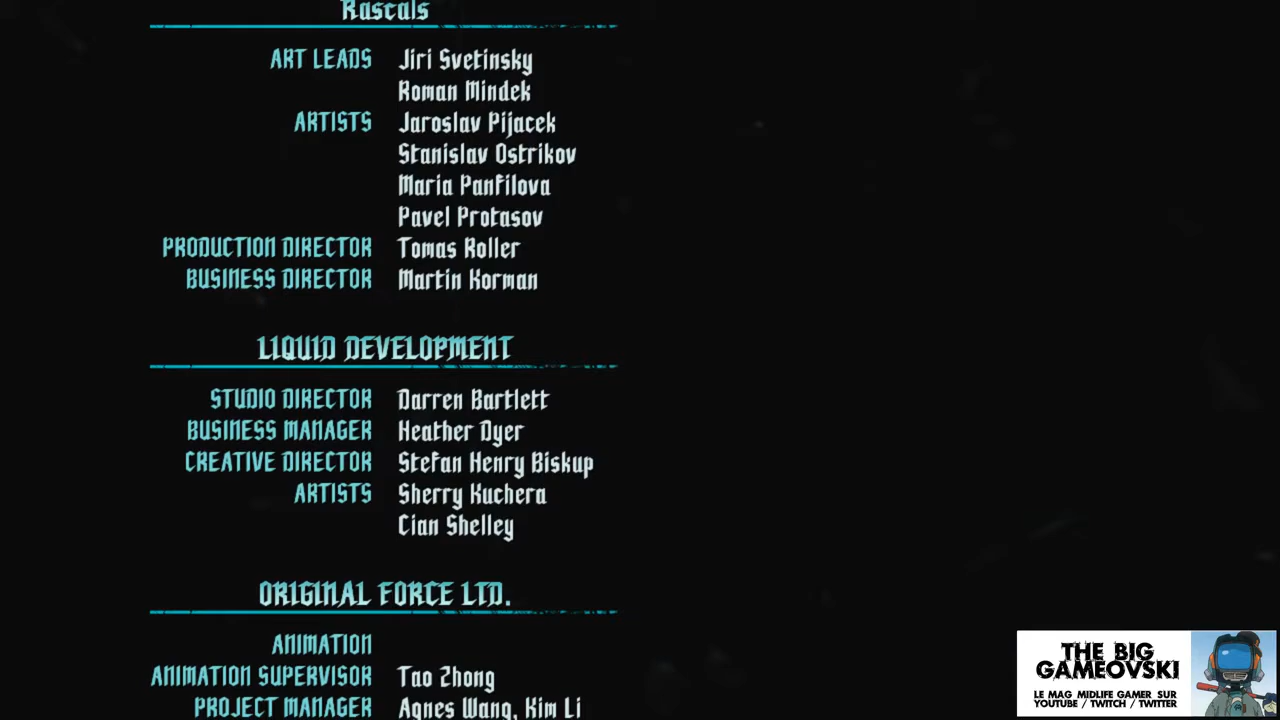 Rascals
ART LEADS Jiri Svetinsky
Roman Mindek
ARTISTS Jaroslav Pijacek
Stanislav Ostrikov
Maria Panfilova
Pavel Protasov
PRODUCTION DIRECTOR Tomas Roller
BUSINESS DIRECTOR Martin Korman
LIQUID DEVELOPMENT
STUDIO DIRECTOR Darren Bartlett
BUSINESS MANAGER Heather Dyer
CREATIVE DIRECTOR Stefan Henry Biskup
ARTISTS Sherry Kuchera
Cian Shelley
ORIGINAL FORCE LTD.
ANIMATION
ANIMATION SUPERVISOR Tao Zhong
PROJECT MANAGER Agnes Wang, Kim Li
THE BIG
GAMEOVSKI
LE MAG MIDLIFE GAMER SUR
YOUTUBE / TWITCH / TWITTER